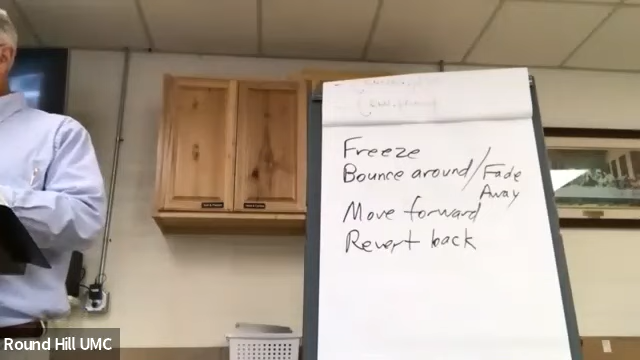 Freeze
Bounce around/Fade
Away
Move forward
Revert back
Round Hill UMC